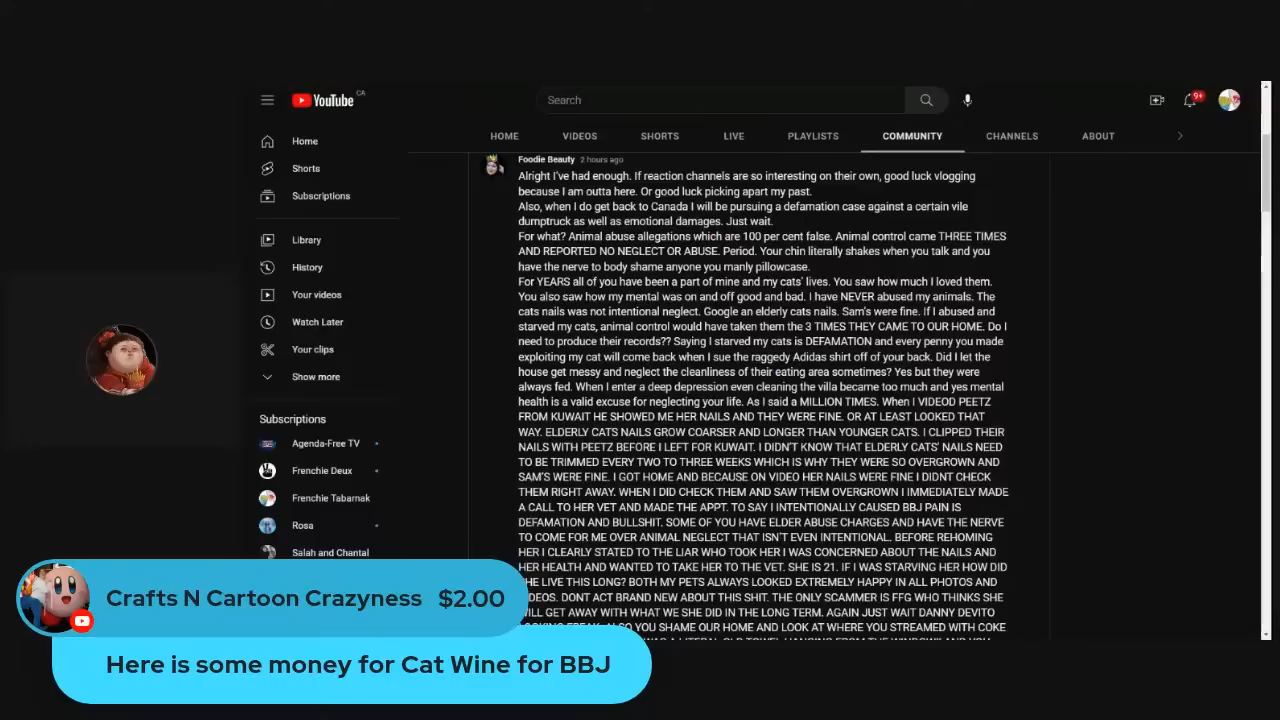 YouTube CA
Search
9+
HOME VIDEOS SHORTS LIVE PLAYLISTS COMMUNITY CHANNELS ABOUT
Home
Shorts
Subscriptions
Library
History
Your videos
Watch Later
Your clips
Show more
Subscriptions
Agenda-Free TV
Frenchie Deux
Frenchie Tabarnak
Rosa
Salah and Chantal
Foodie Beauty 2 hours ago
Alright I've had enough. If reaction channels are so interesting on their own, good luck vlogging
because I am outta here. Or good luck picking apart my past.
Also, when I do get back to Canada I will be pursuing a defamation case against a certain vile
dumptruck as well as emotional damages. Just wait.
For what? Animal abuse allegations which are 100 per cent false. Animal control came THREE TIMES
AND REPORTED NO NEGLECT OR ABUSE. Period. Your chin literally shakes when you talk and you
have the nerve to body shame anyone you manly pillowcase.
For YEARS all of you have been a part of mine and my cats' lives. You saw how much I loved them.
You also saw how my mental was on and off good and bad. I have NEVER abused my animals. The
cats nails was not intentional neglect. Google an elderly cats nails. Sam's were fine. If I abused and
starved my cats, animal control would have taken them the 3 TIMES THEY CAME TO OUR HOME. Do I
need to produce their records?? Saying I starved my cats is DEFAMATION and every penny you made
exploiting my cat will come back when I sue the raggedy Adidas shirt off of your back. Did I let the
house get messy and neglect the cleanliness of their eating area sometimes? Yes but they were
always fed. When I enter a deep depression even cleaning the villa became too much and yes mental
health is a valid excuse for neglecting your life. As I said a MILLION TIMES. When I VIDEOD PEETZ
FROM KUWAIT HE SHOWED ME HER NAILS AND THEY WERE FINE. OR AT LEAST LOOKED THAT
WAY. ELDERLY CATS NAILS GROW COARSER AND LONGER THAN YOUNGER CATS. I CLIPPED THEIR
NAILS WITH PEETZ BEFORE I LEFT FOR KUWAIT. I DIDN'T KNOW THAT ELDERLY CATS' NAILS NEED
TO BE TRIMMED EVERY TWO TO THREE WEEKS WHICH IS WHY THEY WERE SO OVERGROWN AND
SAM'S WERE FINE. I GOT HOME AND BECAUSE ON VIDEO HER NAILS WERE FINE I DIDNT CHECK
THEM RIGHT AWAY. WHEN I DID CHECK THEM AND SAW THEM OVERGROWN I IMMEDIATELY MADE
A CALL TO HER VET AND MADE THE APPT. TO SAY I INTENTIONALLY CAUSED BBJ PAIN IS
DEFAMATION AND BULLSHIT. SOME OF YOU HAVE ELDER ABUSE CHARGES AND HAVE THE NERVE
TO COME FOR ME OVER ANIMAL NEGLECT THAT ISN'T EVEN INTENTIONAL. BEFORE REHOMING
HER I CLEARLY STATED TO THE LIAR WHO TOOK HER I WAS CONCERNED ABOUT THE NAILS AND
HER HEALTH AND WANTED TO TAKE HER TO THE VET. SHE IS 21. IF I WAS STARVING HER HOW DID
HE LIVE THIS LONG? BOTH MY PETS ALWAYS LOOKED EXTREMELY HAPPY IN ALL PHOTOS AND
DEOS. DONT ACT BRAND NEW ABOUT THIS SHIT. THE ONLY SCAMMER IS FFG WHO THINKS SHE
ILL GET AWAY WITH WHAT WE SHE DID IN THE LONG TERM. AGAIN JUST WAIT DANNY DEVITO
YOU SHAME OUR HOME AND LOOK AT WHERE YOU STREAMED WITH COKE
Crafts N Cartoon Crazyness $2.00
Here is some money for Cat Wine for BBJ